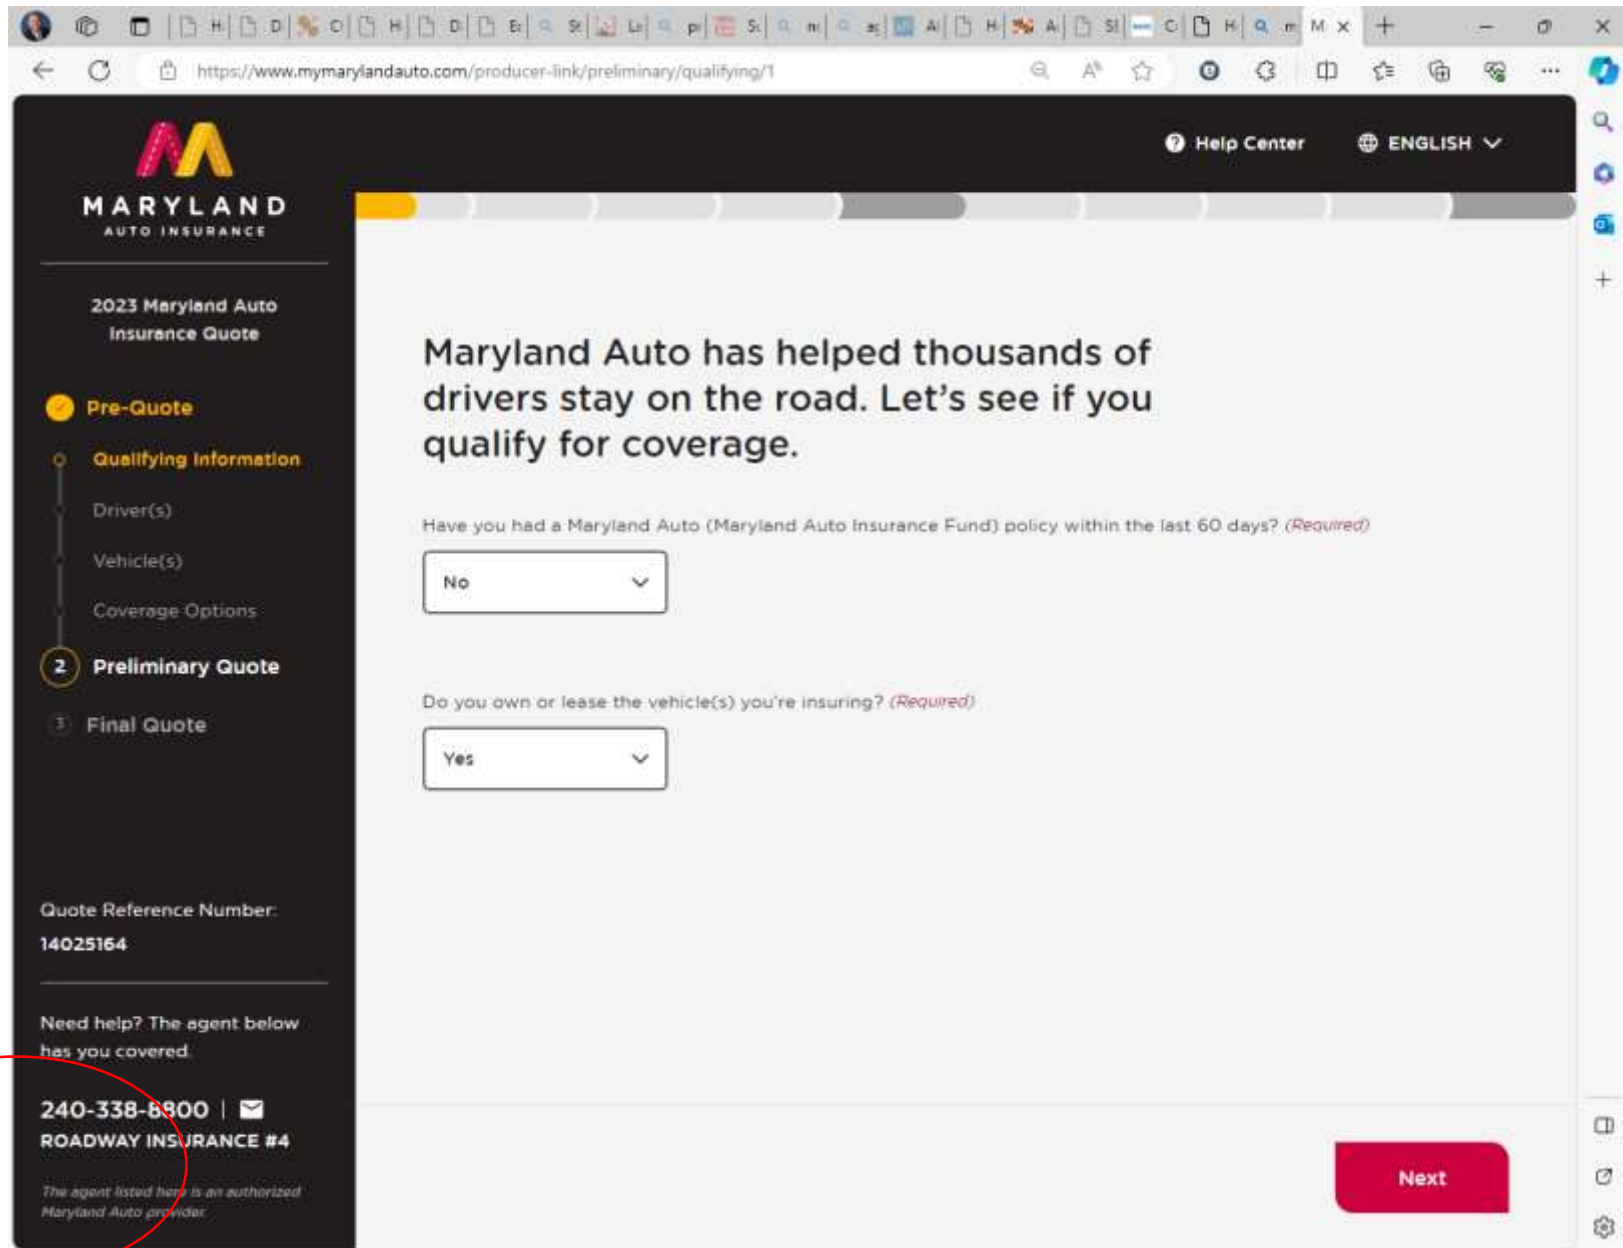 https://www.mymarylandauto.com/producer-link/preliminary/qualifying/1
Help Center
ENGLISH
MARYLAND
AUTO INSURANCE
2023 Maryland Auto
Insurance Quote
Pre-Quote
Qualifying Information
Driver(s)
Vehicle(s)
Coverage Options
2 Preliminary Quote
3 Final Quote
Quote Reference Number:
14025164
Need help? The agent below
has you covered.
240-338-8800 |
ROADWAY INSURANCE #4
The agent listed here is an authorized
Maryland Auto provider.
Maryland Auto has helped thousands of
drivers stay on the road. Let's see if you
qualify for coverage.
Have you had a Maryland Auto (Maryland Auto Insurance Fund) policy within the last 60 days? (Required)
No
Do you own or lease the vehicle(s) you're insuring? (Required)
Yes
Next